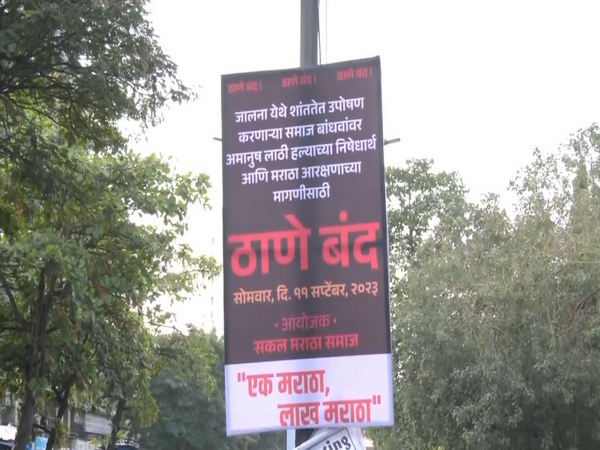 ठाणे बंद! ठाणे बंद! ठाणे बंद!
जालना येथे शांततेत उपोषण
करणाऱ्या समाज बांधवांवर
अमानुष लाठी हल्याच्या निषेधार्थ
आणि मराठा आरक्षणाच्या
मागणीसाठी
ठाणे बंद
सोमवार, दि. ११ सप्टेंबर, २०२३
• आयोजक •
सकल मराठा समाज
"एक मराठा,
लाख मराठा"